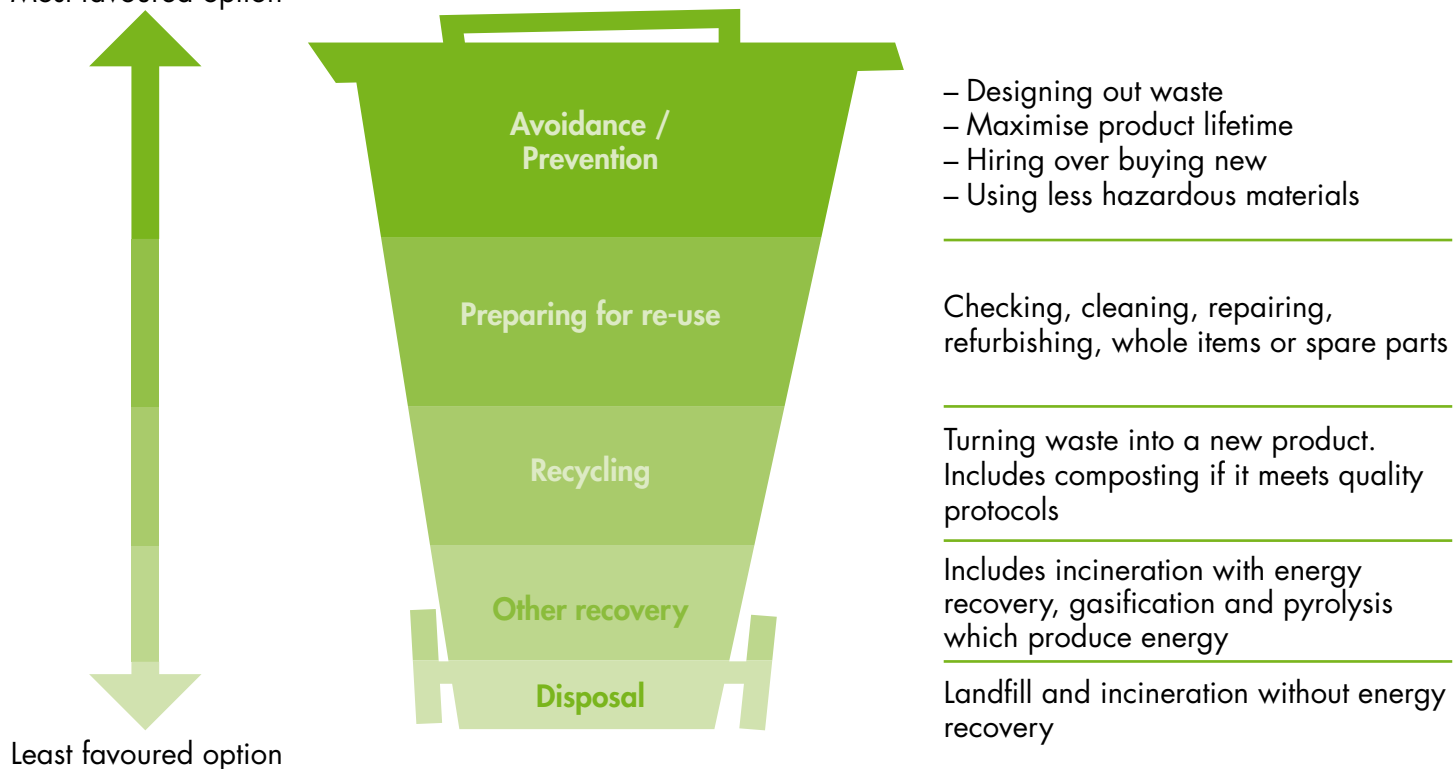 Most favoured option
Avoidance /
Prevention
– Designing out waste
– Maximise product lifetime
– Hiring over buying new
– Using less hazardous materials
Preparing for re-use
Checking, cleaning, repairing,
refurbishing, whole items or spare parts
Recycling
Turning waste into a new product.
Includes composting if it meets quality
protocols
Other recovery
Includes incineration with energy
recovery, gasification and pyrolysis
which produce energy
Disposal
Landfill and incineration without energy
recovery
Least favoured option